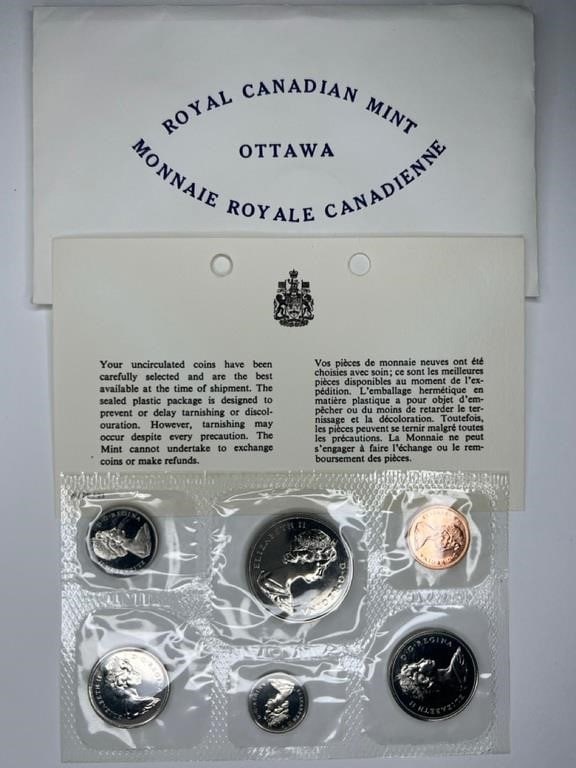 ROYAL CANADIAN MINT
OTTAWA
MONNAIE ROYALE CANADIENNE
Your uncirculated coins have been
carefully selected and are the best
available at the time of shipment. The
sealed plastic package is designed to
prevent or delay tarnishing or discol-
ouration. However, tarnishing may
occur despite every precaution. The
Mint cannot undertake to exchange
coins or make refunds.
Vos pièces de monnaie neuves ont été
choisies avec soin; ce sont les meilleures
pièces disponibles au moment de l'ex-
pédition. L'emballage hermétique en
matière plastique a pour objet d'em-
pêcher ou du moins de retarder le ter-
nissage et la décoloration. Toutefois,
les pièces peuvent se ternir malgré toutes
les précautions. La Monnaie ne peut
s'engager à faire l'échange ou le rem-
boursement des pièces.
D·G·REGINA
ELIZABETH II
D·G·REGINA
ELIZABETH II
D·G·REGINA